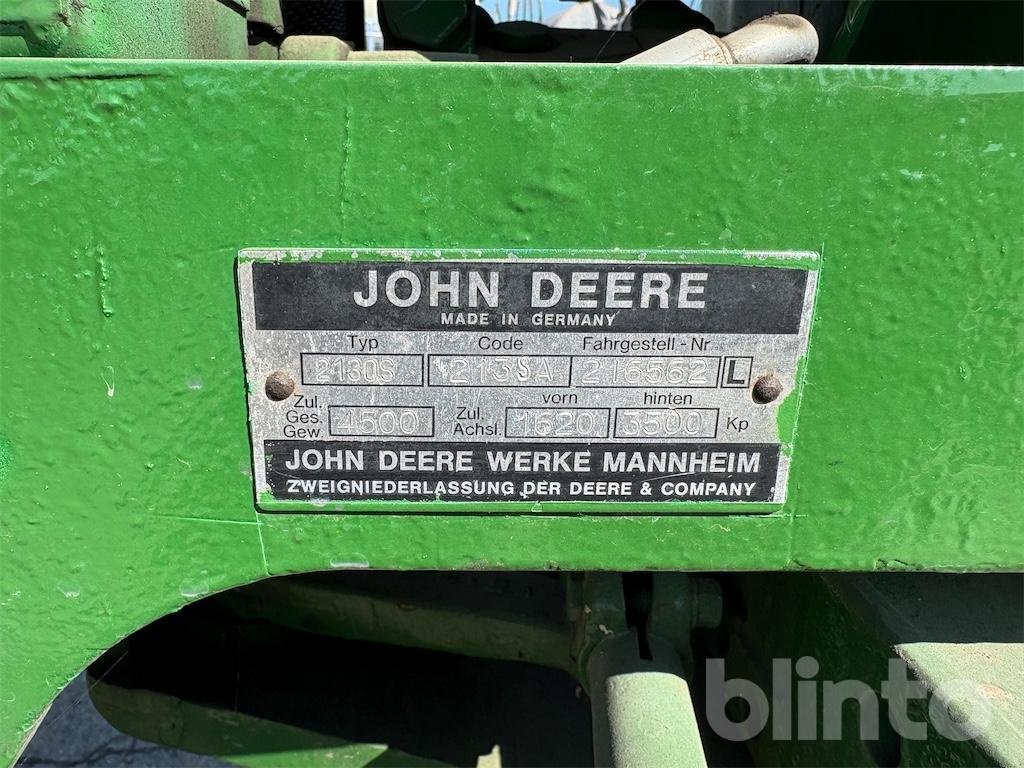 JOHN DEERE
MADE IN GERMANY
Typ Code Fahrgestell-Nr.
2130S 213SA 216562 L
vorn hinten
Zul. Ges. Gew. 4500 Zul. Achsl. 1620 3500 Kp
JOHN DEERE WERKE MANNHEIM
ZWEIGNIEDERLASSUNG DER DEERE & COMPANY
blinto